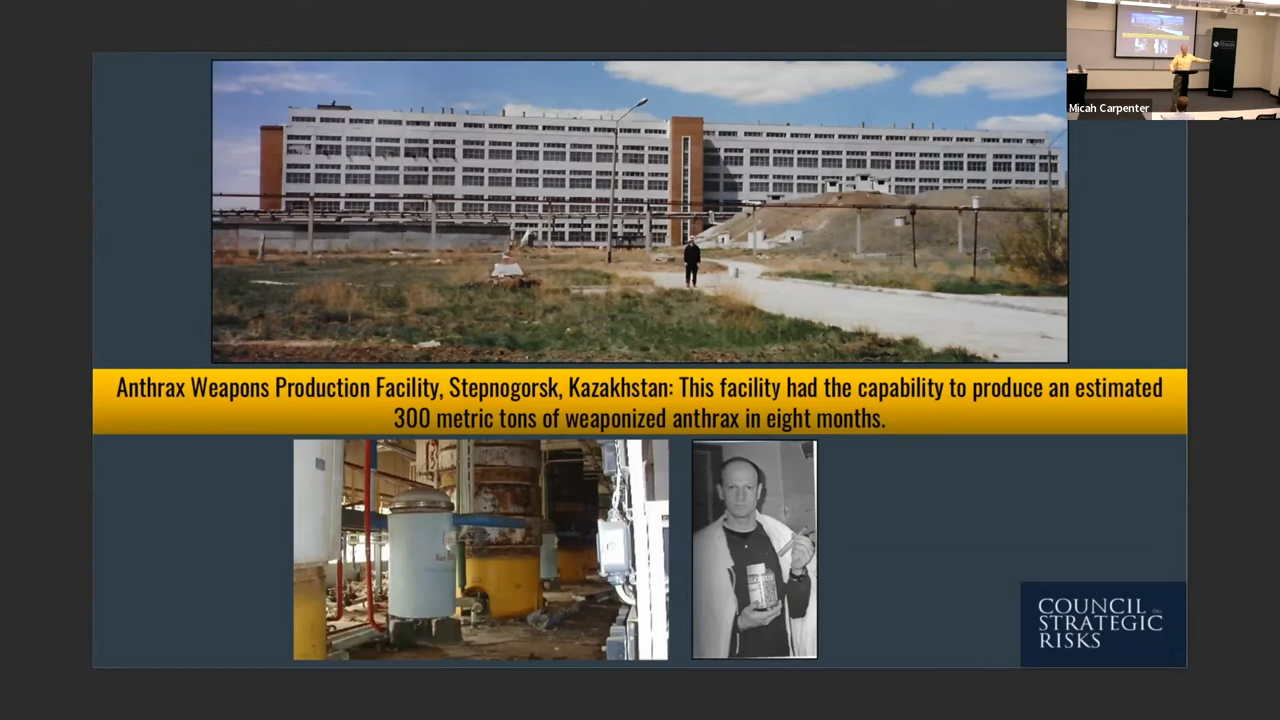 Micah Carpenter
Anthrax Weapons Production Facility, Stepnogorsk, Kazakhstan: This facility had the capability to produce an estimated
300 metric tons of weaponized anthrax in eight months.
COUNCIL ON
STRATEGIC
RISKS